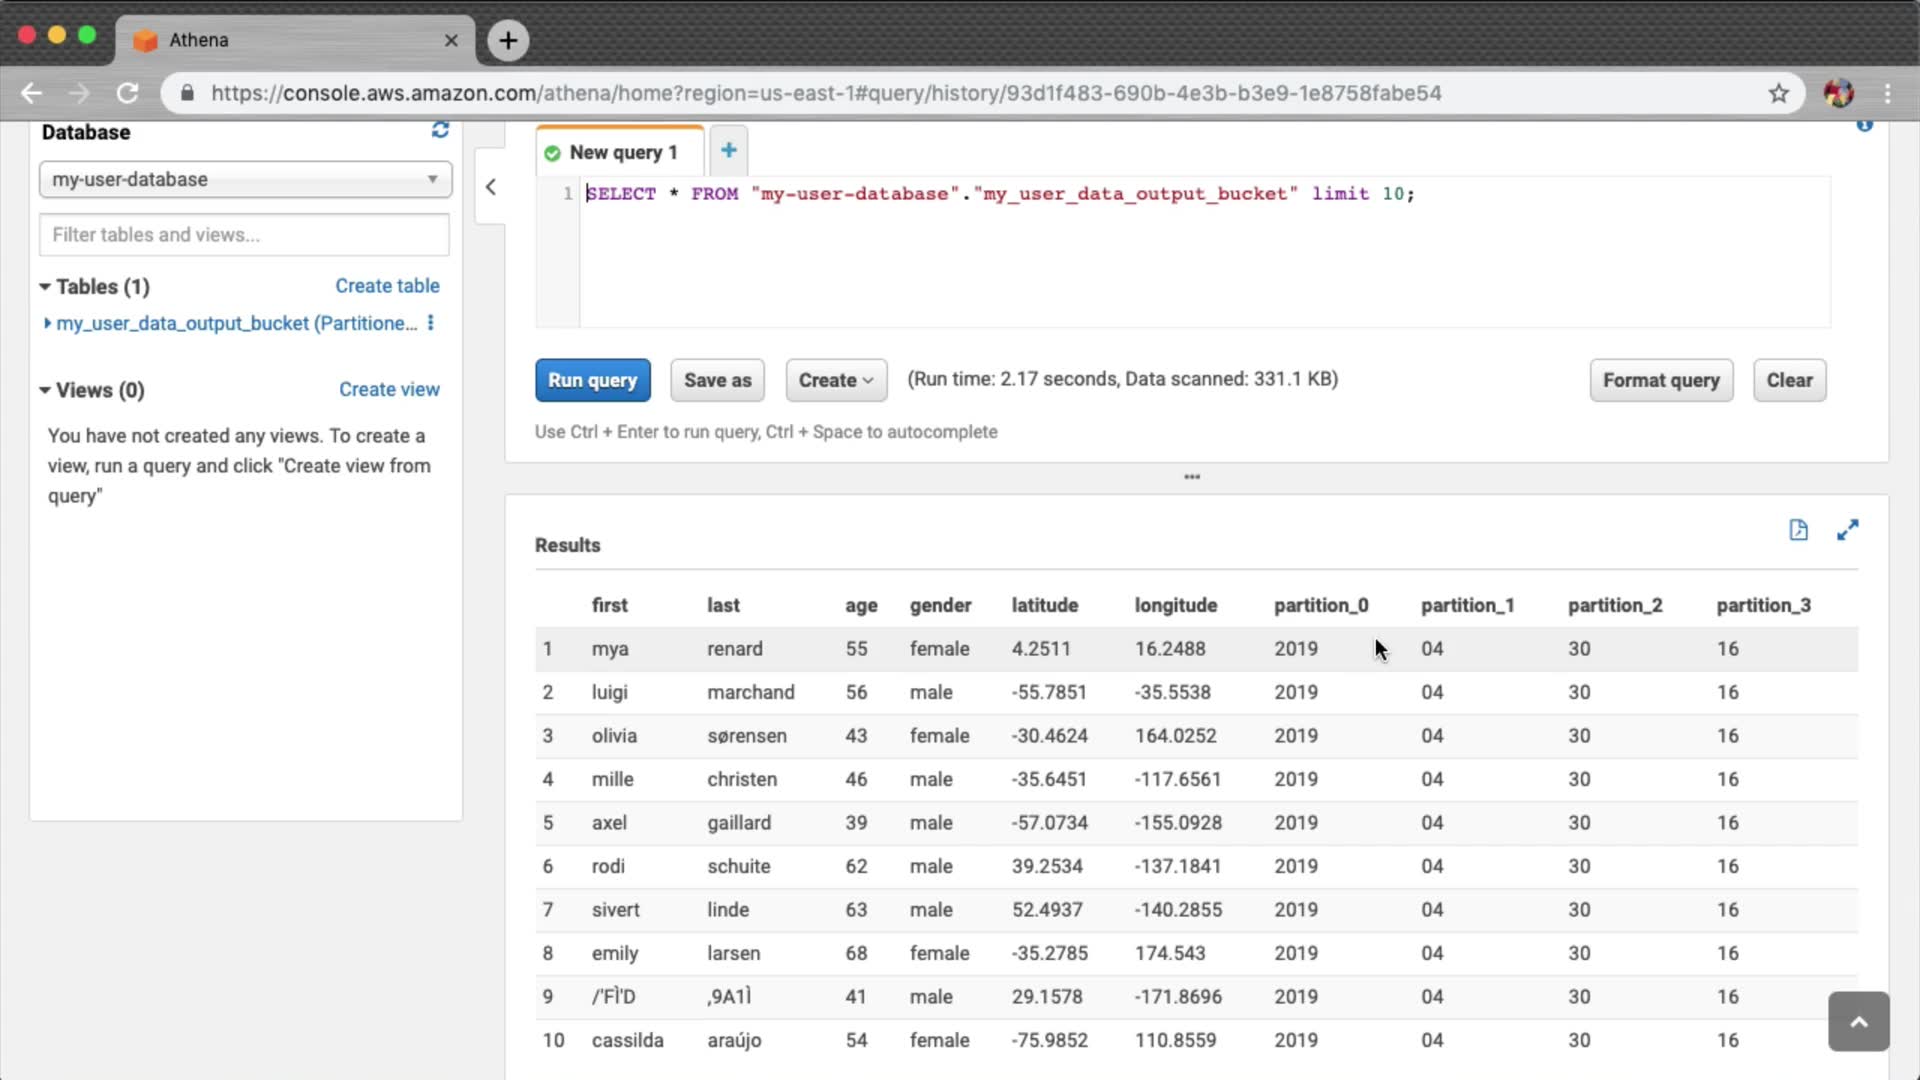 Athena
https://console.aws.amazon.com/athena/home?region=us-east-1#query/history/93d1f483-690b-4e3b-b3e9-1e8758fabe54
Database
my-user-database
Filter tables and views...
Tables (1) Create table
my_user_data_output_bucket (Partitione...
Views (0) Create view
You have not created any views. To create a
view, run a query and click "Create view from
query"
New query 1
1 SELECT * FROM "my-user-database"."my_user_data_output_bucket" limit 10;
Run query Save as Create (Run time: 2.17 seconds, Data scanned: 331.1 KB) Format query Clear
Use Ctrl + Enter to run query, Ctrl + Space to autocomplete
Results
first last age gender latitude longitude partition_0 partition_1 partition_2 partition_3
1 mya renard 55 female 4.2511 16.2488 2019 04 30 16
2 luigi marchand 56 male -55.7851 -35.5538 2019 04 30 16
3 olivia sørensen 43 female -30.4624 164.0252 2019 04 30 16
4 mille christen 46 male -35.6451 -117.6561 2019 04 30 16
5 axel gaillard 39 male -57.0734 -155.0928 2019 04 30 16
6 rodi schuite 62 male 39.2534 -137.1841 2019 04 30 16
7 sivert linde 63 male 52.4937 -140.2855 2019 04 30 16
8 emily larsen 68 female -35.2785 174.543 2019 04 30 16
9 /'FÌ'D ,9A1Ì 41 male 29.1578 -171.8696 2019 04 30 16
10 cassilda araújo 54 female -75.9852 110.8559 2019 04 30 16